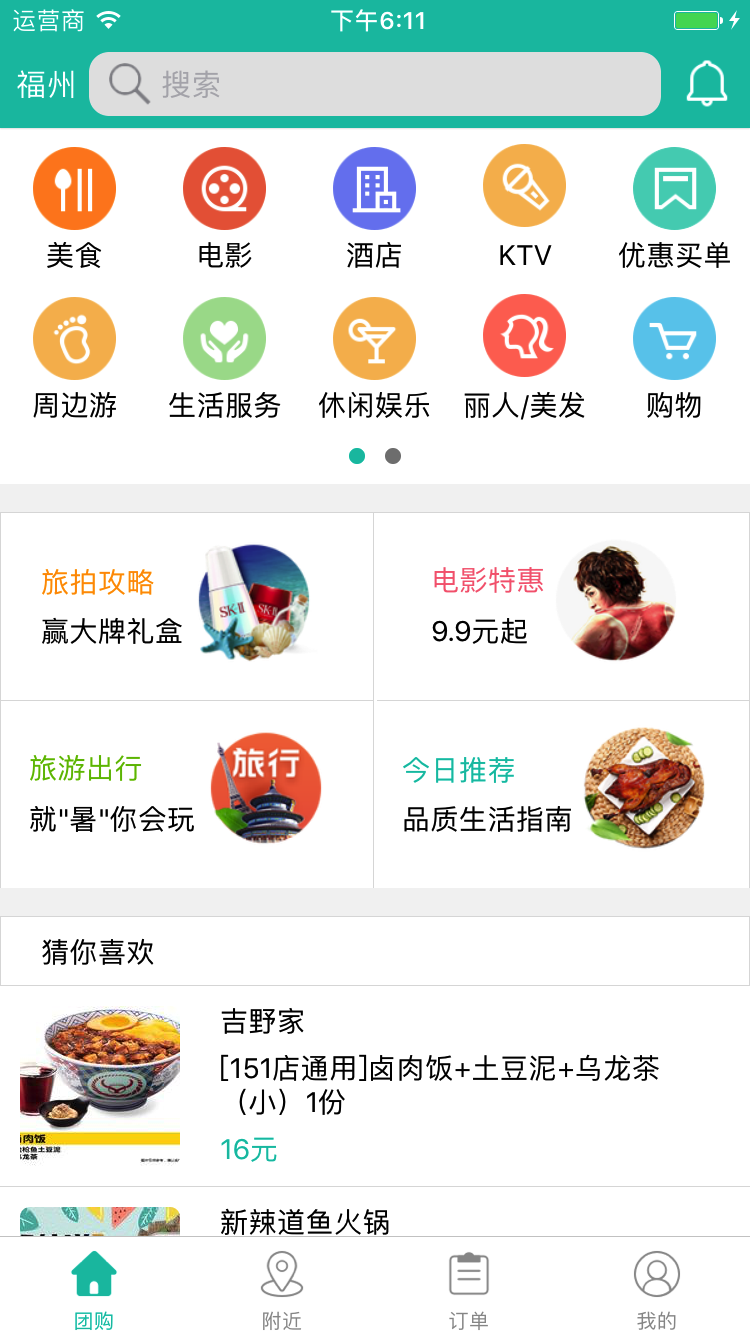 运营商
下午6:11
福州
搜索
美食
电影
酒店
KTV
优惠买单
周边游
生活服务
休闲娱乐
丽人/美发
购物
旅拍攻略
赢大牌礼盒
SK-II
SK-II
电影特惠
9.9元起
旅游出行
就"暑"你会玩
旅行
今日推荐
品质生活指南
猜你喜欢
吉野家
[151店通用]卤肉饭+土豆泥+乌龙茶
（小）1份
16元
肉饭
新辣道鱼火锅
团购
附近
订单
我的